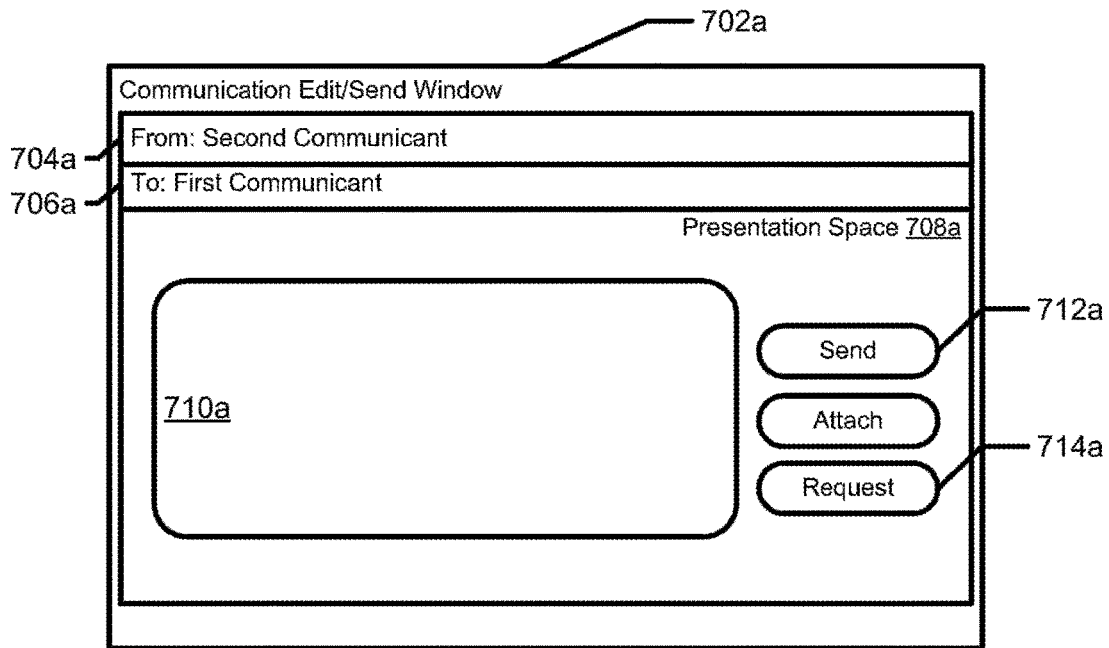 702a
Communication Edit/Send Window
From: Second Communicant
704a
To: First Communicant
706a
Presentation Space 708a
712a
Send
710a
Attach
714a
Request